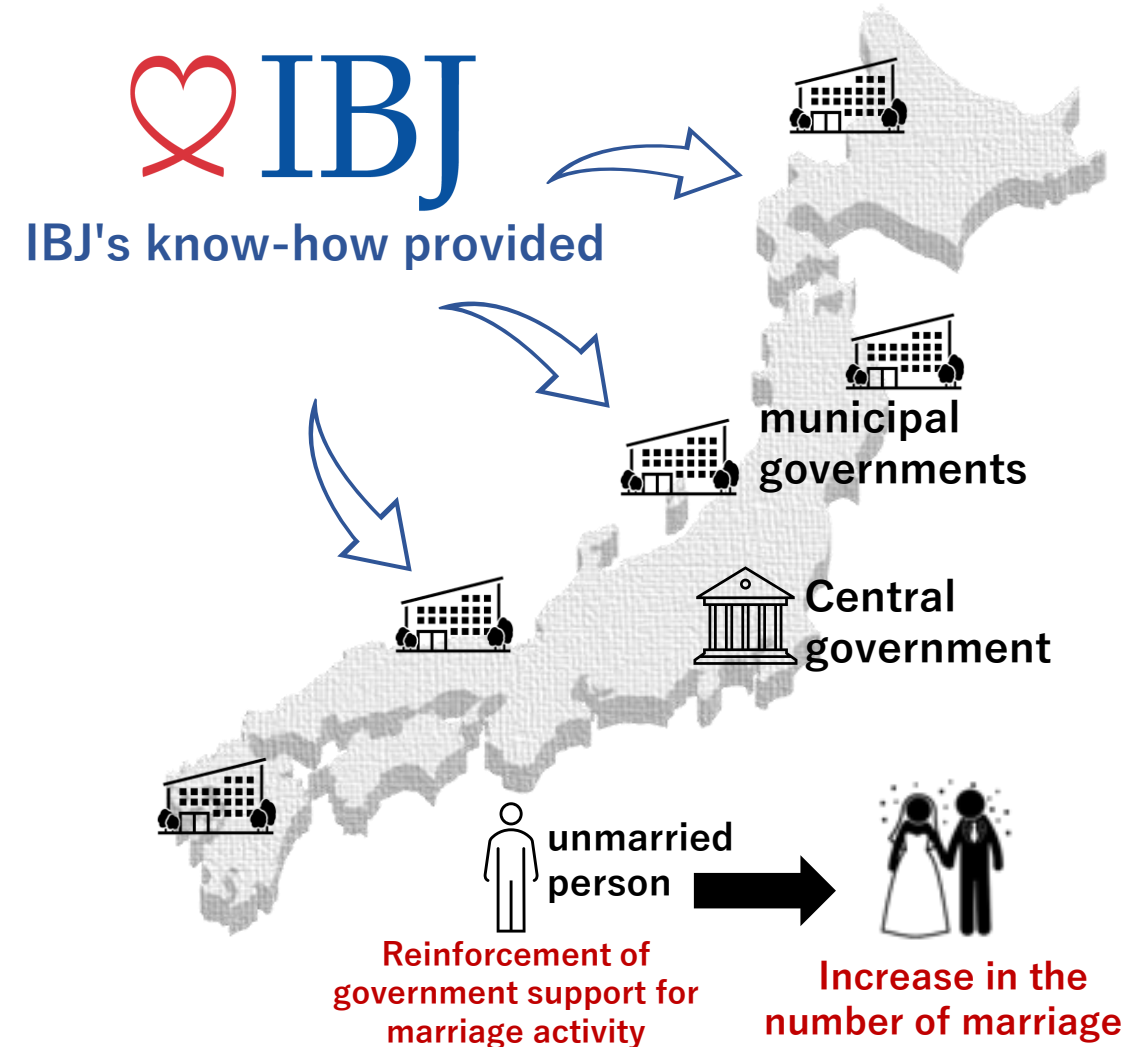 IBJ
IBJ's know-how provided
municipal
governments
Central
government
unmarried
person
Reinforcement of
government support for
marriage activity
Increase in the
number of marriage